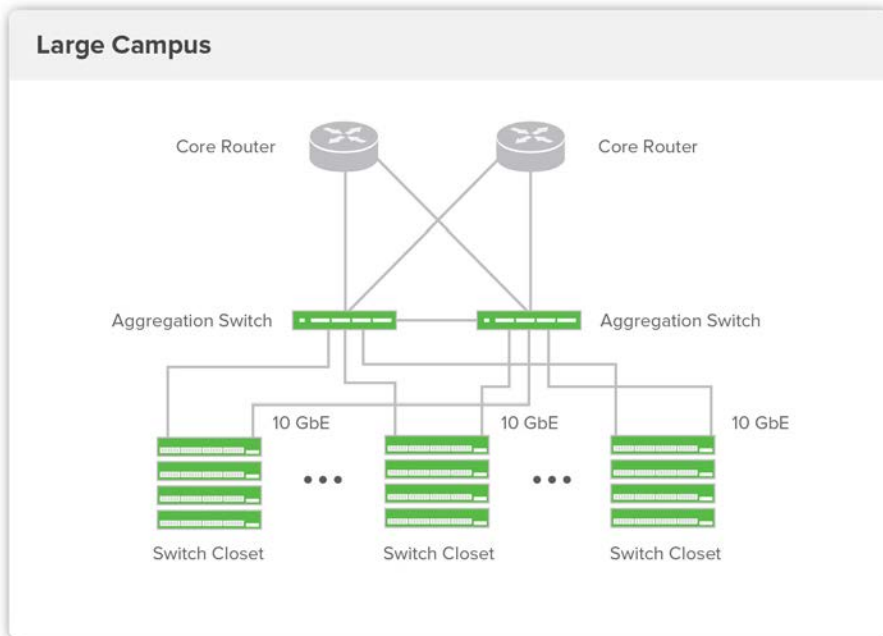 Large Campus
Core Router
Core Router
Aggregation Switch
Aggregation Switch
10 GbE
10 GbE
10 GbE
Switch Closet
Switch Closet
Switch Closet